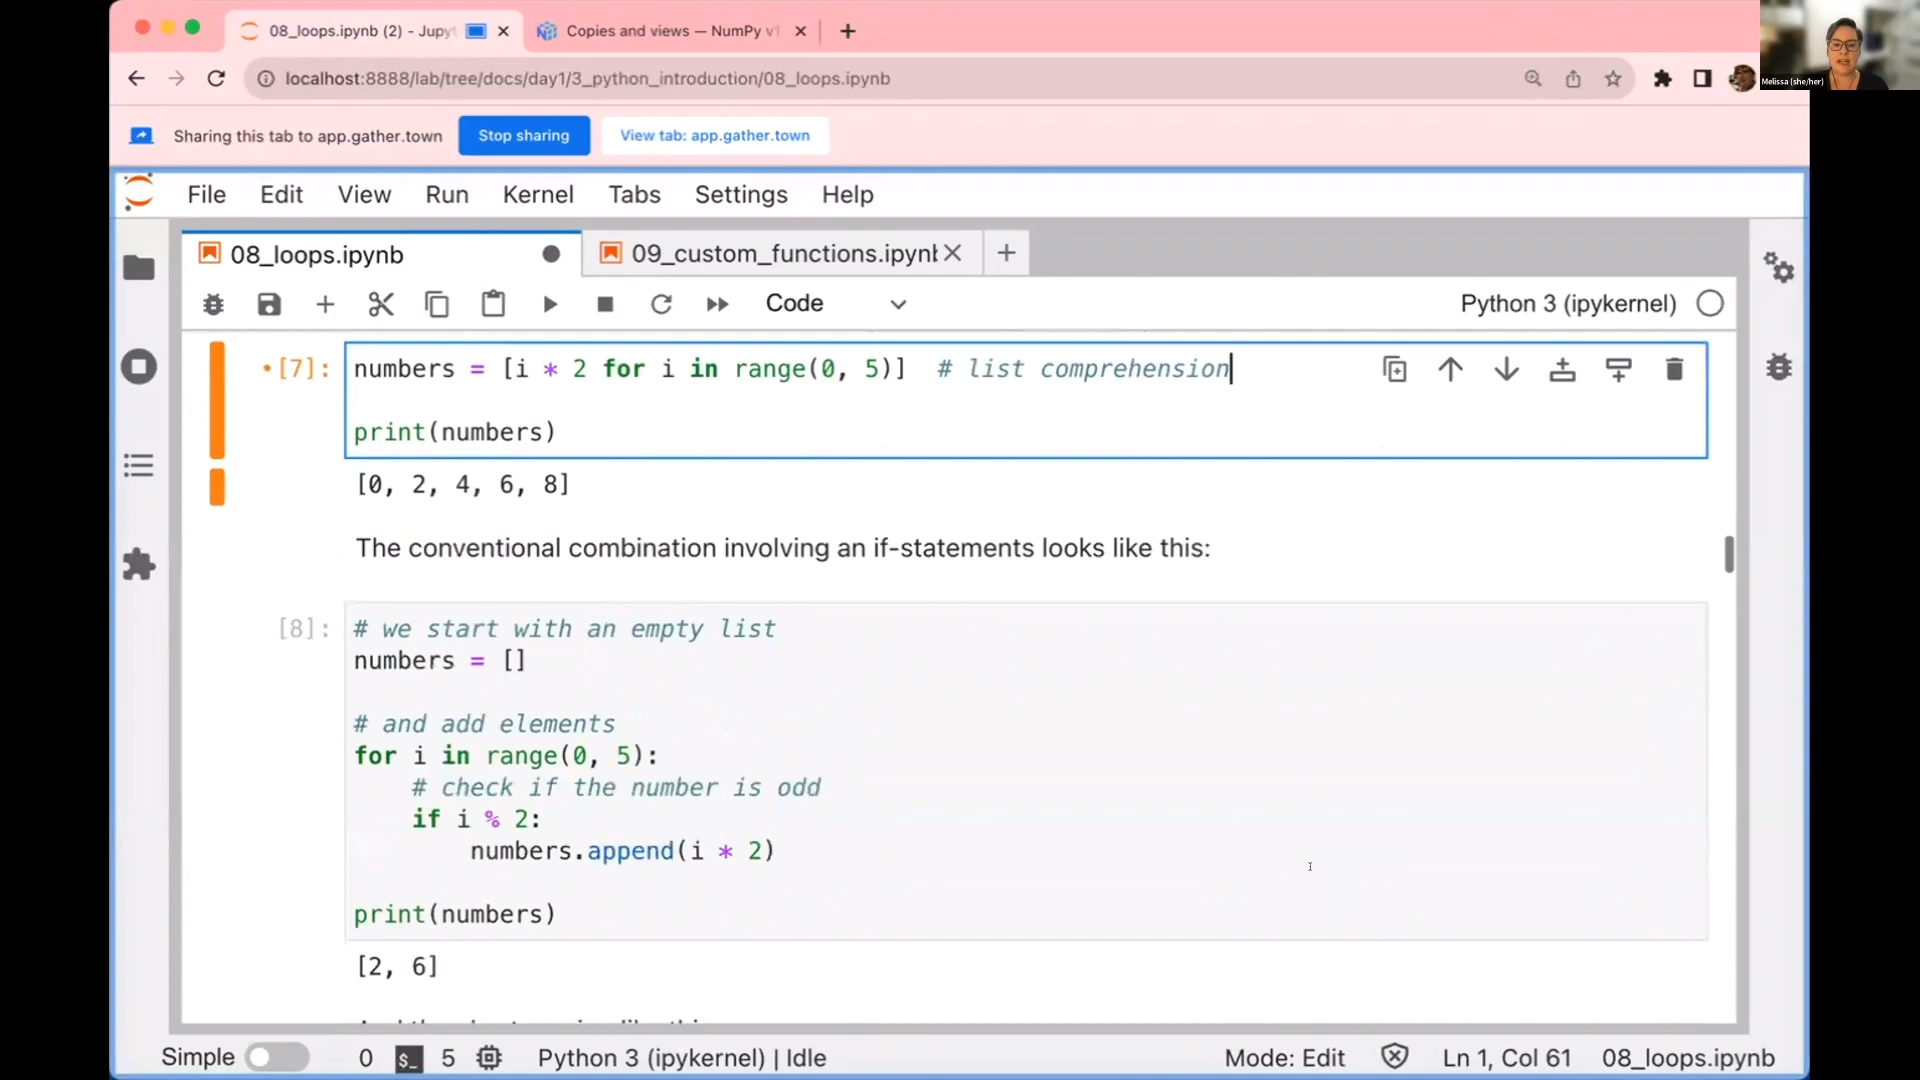 08_loops.ipynb (2) - Jupyt
Copies and views — NumPy v1
Melissa (she/her)
localhost:8888/lab/tree/docs/day1/3_python_introduction/08_loops.ipynb
Sharing this tab to app.gather.town
Stop sharing
View tab: app.gather.town
File Edit View Run Kernel Tabs Settings Help
08_loops.ipynb
09_custom_functions.ipynb
Code
Python 3 (ipykernel)
[7]: numbers = [i * 2 for i in range(0, 5)]  # list comprehension
print(numbers)
[0, 2, 4, 6, 8]
The conventional combination involving an if-statements looks like this:
[8]: # we start with an empty list
numbers = []
# and add elements
for i in range(0, 5):
# check if the number is odd
if i % 2:
numbers.append(i * 2)
print(numbers)
[2, 6]
Simple 0 $_ 5 Python 3 (ipykernel) | Idle Mode: Edit Ln 1, Col 61 08_loops.ipynb